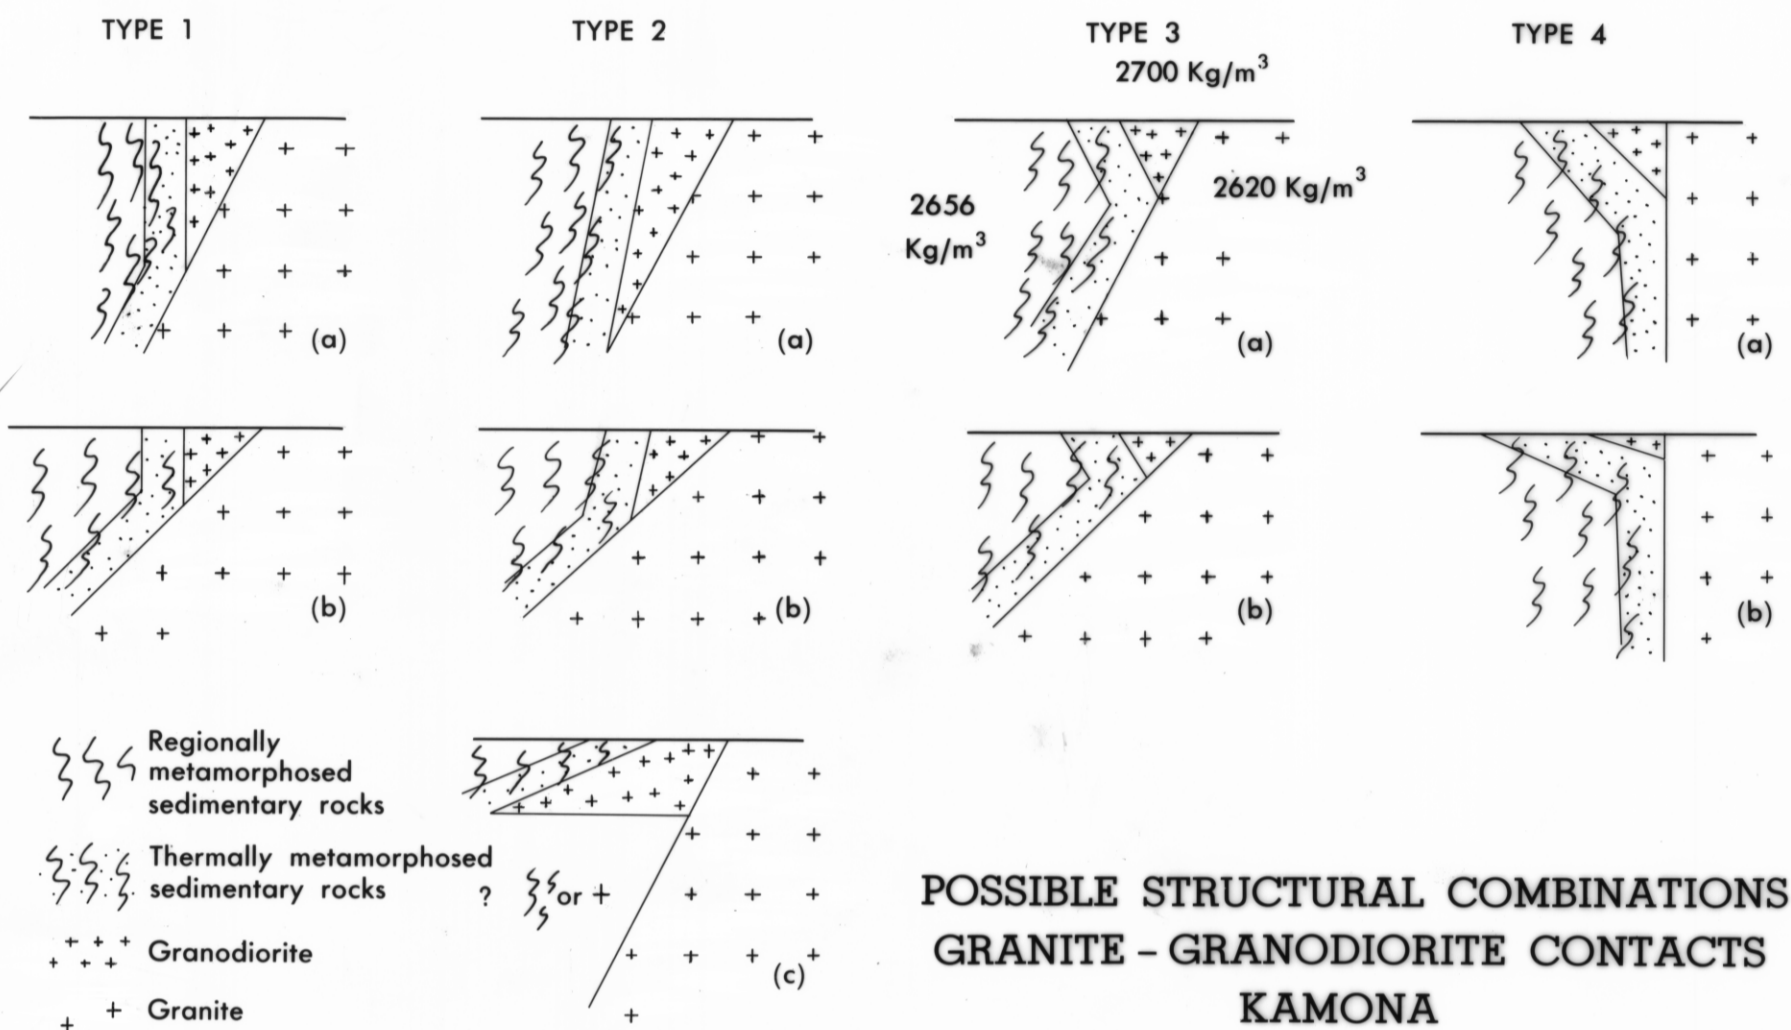 TYPE 1
TYPE 2
TYPE 3
TYPE 4
2700 Kg/m³
2656
Kg/m³
2620 Kg/m³
(a)
(a)
(a)
(a)
(b)
(b)
(b)
(b)
Regionally
metamorphosed
sedimentary rocks
Thermally metamorphosed
sedimentary rocks
Granodiorite
Granite
? or +
(c)
POSSIBLE STRUCTURAL COMBINATIONS
GRANITE – GRANODIORITE CONTACTS
KAMONA